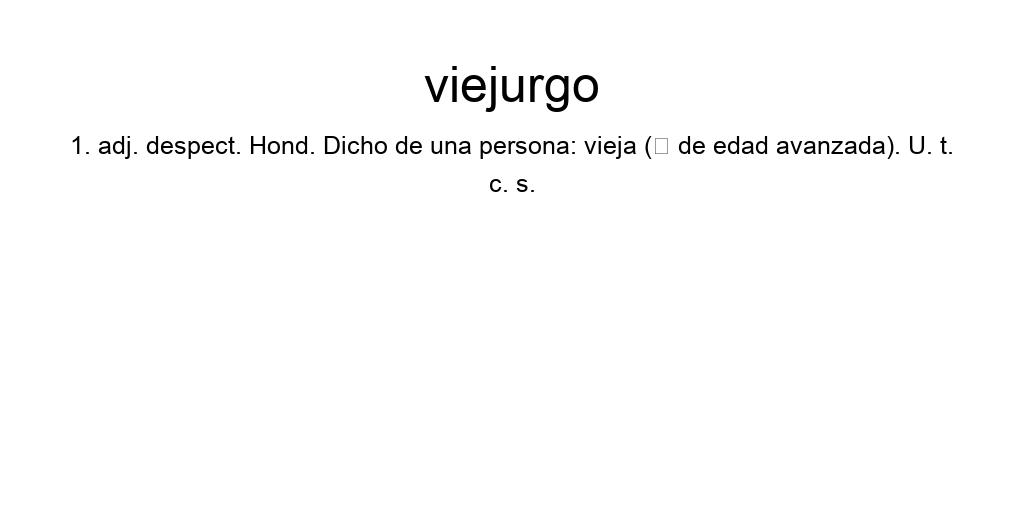 viejurgo
1. adj. despect. Hond. Dicho de una persona: vieja (□ de edad avanzada). U. t.
c. s.